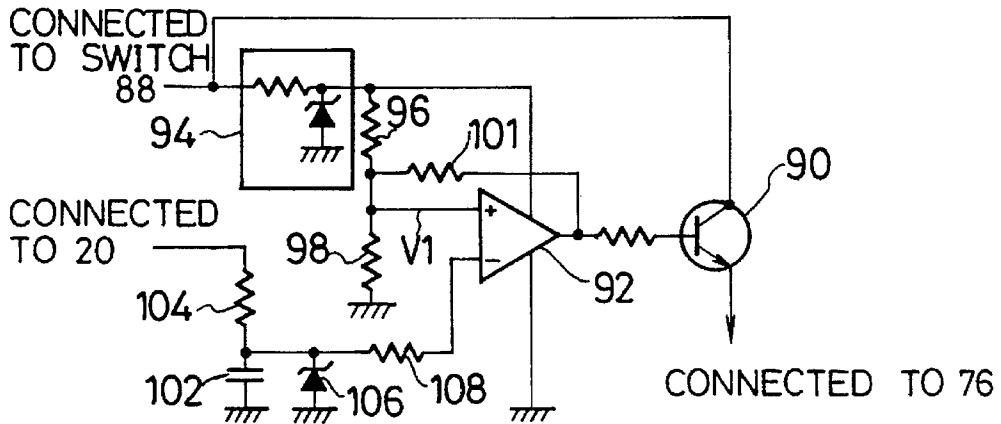 CONNECTED
TO SWITCH
88
94
96
101
90
CONNECTED
TO 20
98
V1
+
−
92
104
102
106
108
CONNECTED TO 76